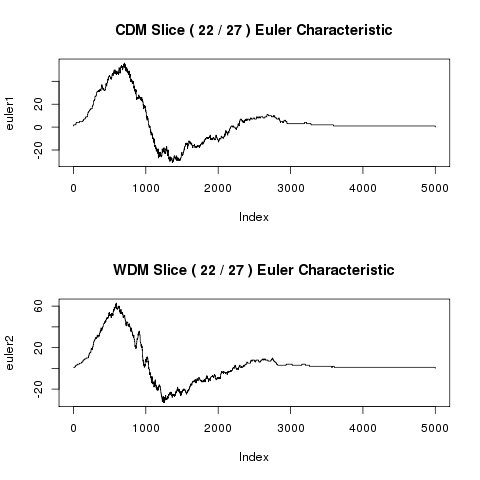 CDM Slice ( 22 / 27 ) Euler Characteristic
euler1
20
0
-20
0 1000 2000 3000 4000 5000
Index
WDM Slice ( 22 / 27 ) Euler Characteristic
euler2
60
20
-20
0 1000 2000 3000 4000 5000
Index